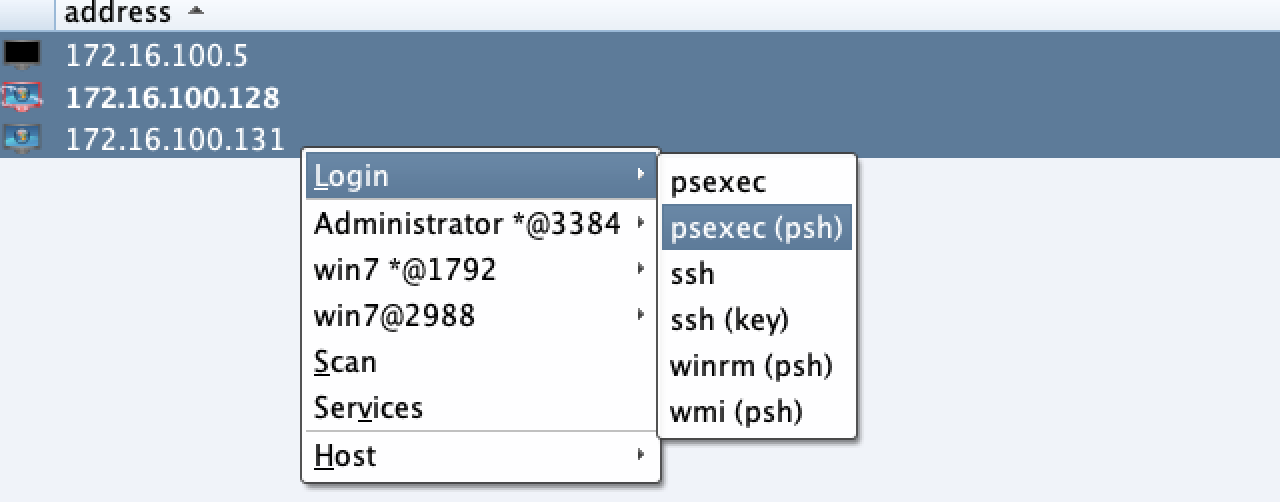 address
172.16.100.5
172.16.100.128
172.16.100.131
Login
Administrator *@3384
win7 *@1792
win7@2988
Scan
Services
Host
psexec
psexec (psh)
ssh
ssh (key)
winrm (psh)
wmi (psh)